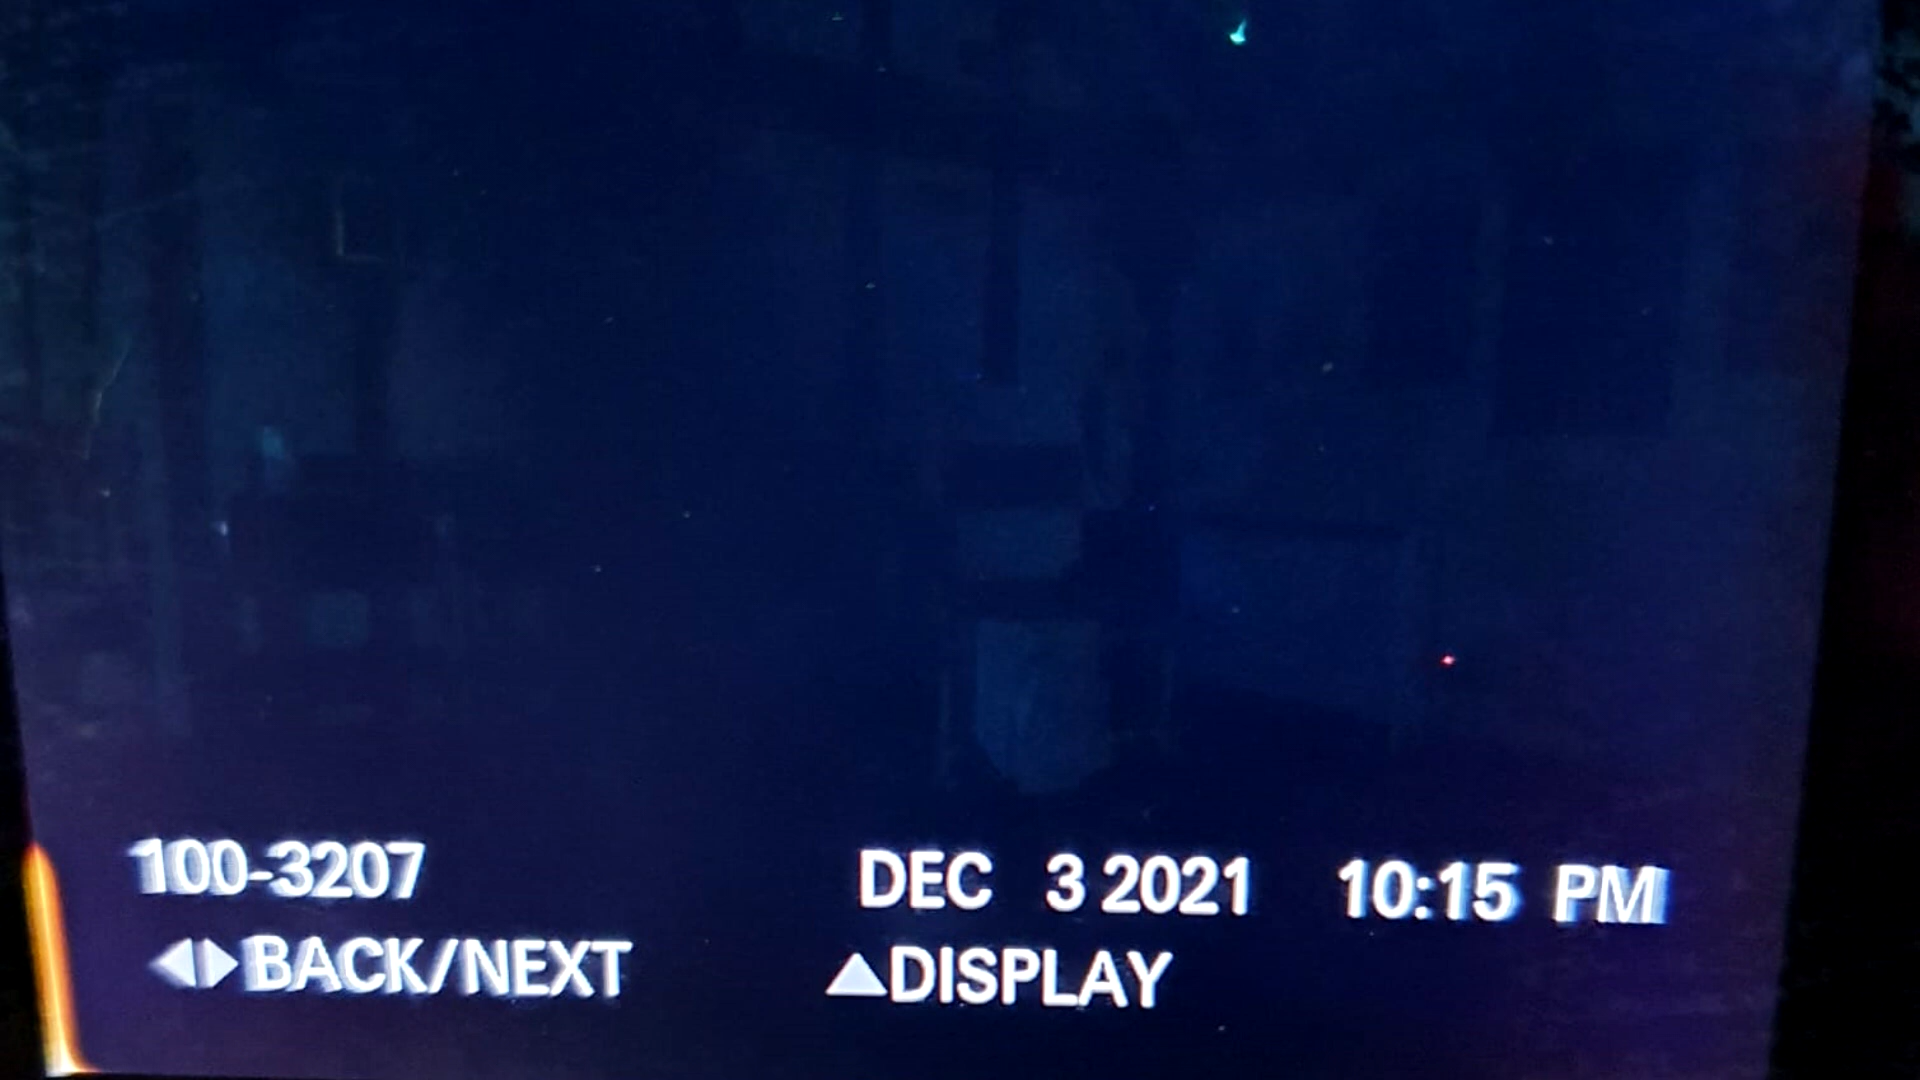 100-3207 DEC 3 2021 10:15 PM
◀▶BACK/NEXT ▲DISPLAY